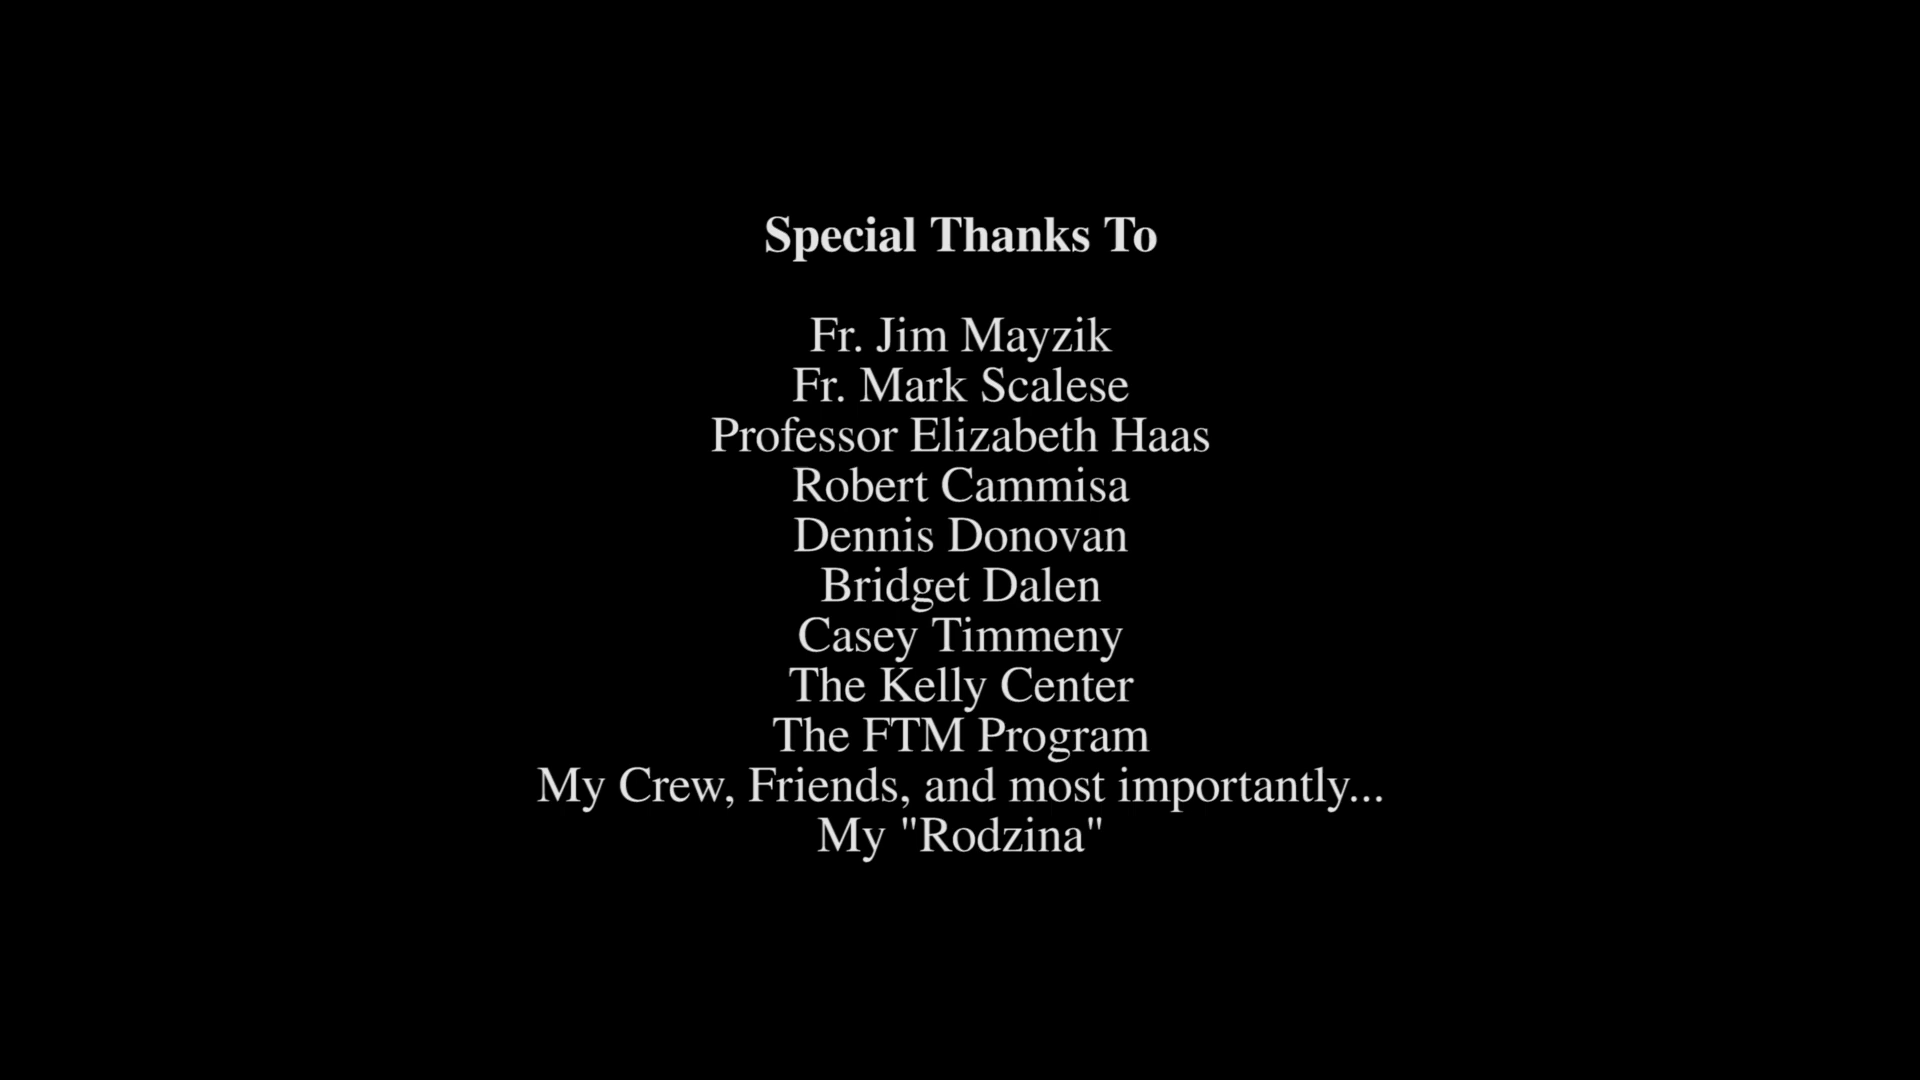 Special Thanks To
Fr. Jim Mayzik
Fr. Mark Scalese
Professor Elizabeth Haas
Robert Cammisa
Dennis Donovan
Bridget Dalen
Casey Timmeny
The Kelly Center
The FTM Program
My Crew, Friends, and most importantly...
My "Rodzina"